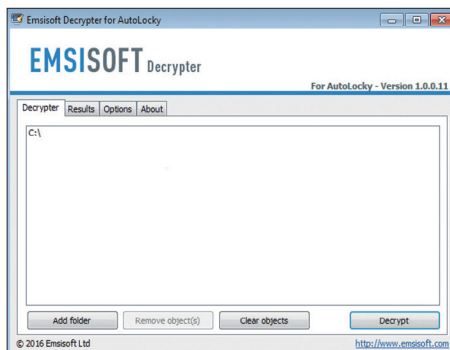 Emsisoft Decrypter for AutoLocky
EMSISOFT Decrypter
For AutoLocky - Version 1.0.0.11
Decrypter Results Options About
C:\
Add folder Remove object(s) Clear objects Decrypt
© 2016 Emsisoft Ltd http://www.emsisoft.com